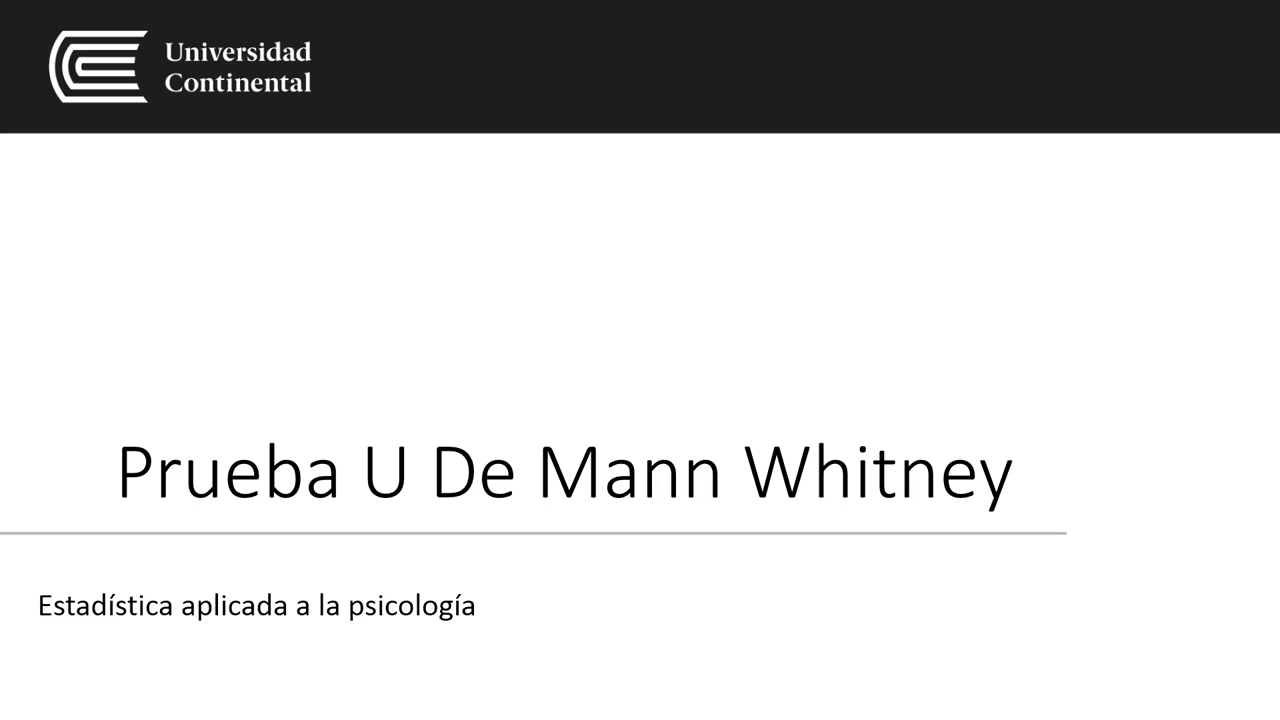 Universidad
Continental
Prueba U De Mann Whitney
Estadística aplicada a la psicología